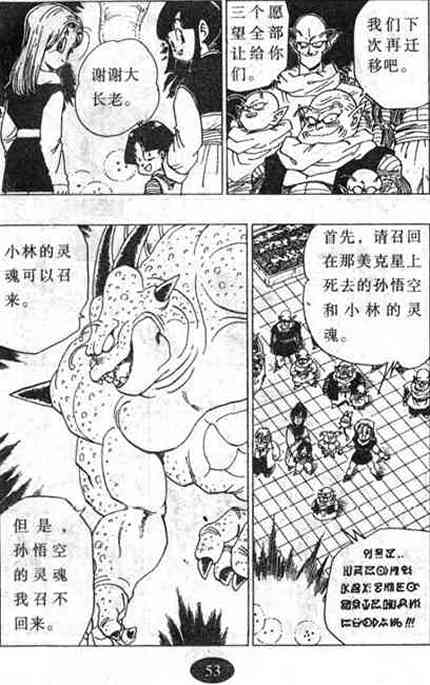 我们下
次再迁
移吧。
三个愿
望全部
让给你
们。
谢谢大
长老。
首先，请召回
在那美克星上
死去的孙悟空
和小林的灵
魂。
小林的灵
魂可以召
来。
但是，
孙悟空
的灵魂
我召不
回来。
53